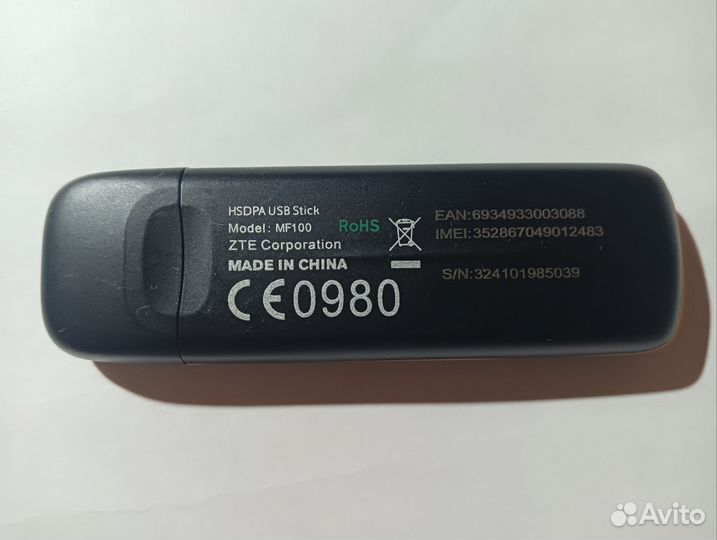 HSDPA USB Stick
Model: MF100
ZTE Corporation
MADE IN CHINA
CE0980
RoHS
EAN:6934933003088
IMEI:352867049012483
S/N:324101985039
Avito